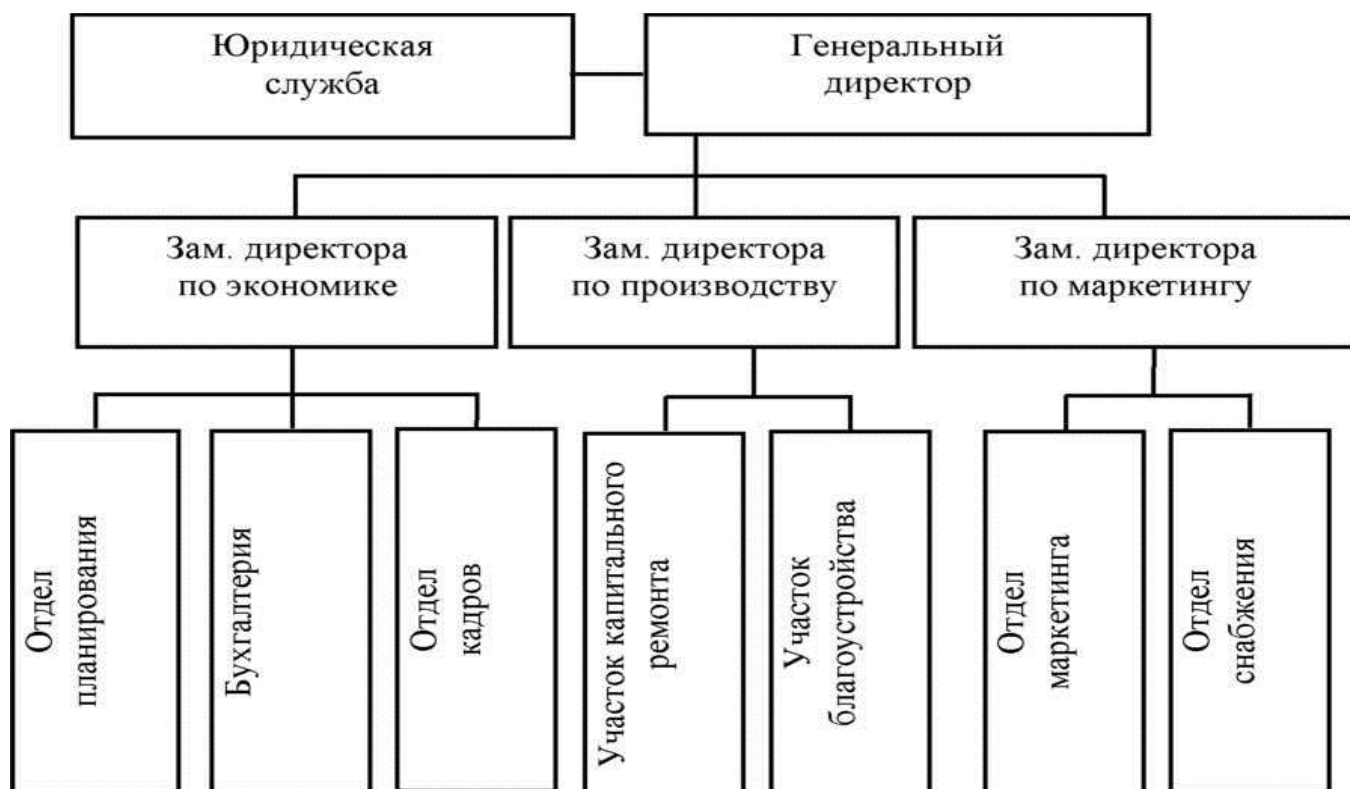 Юридическая
служба
Генеральный
директор
Зам. директора
по экономике
Зам. директора
по производству
Зам. директора
по маркетингу
Отдел
планирования
Бухгалтерия
Отдел
кадров
Участок капитального
ремонта
Участок
благоустройства
Отдел
маркетинга
Отдел
снабжения